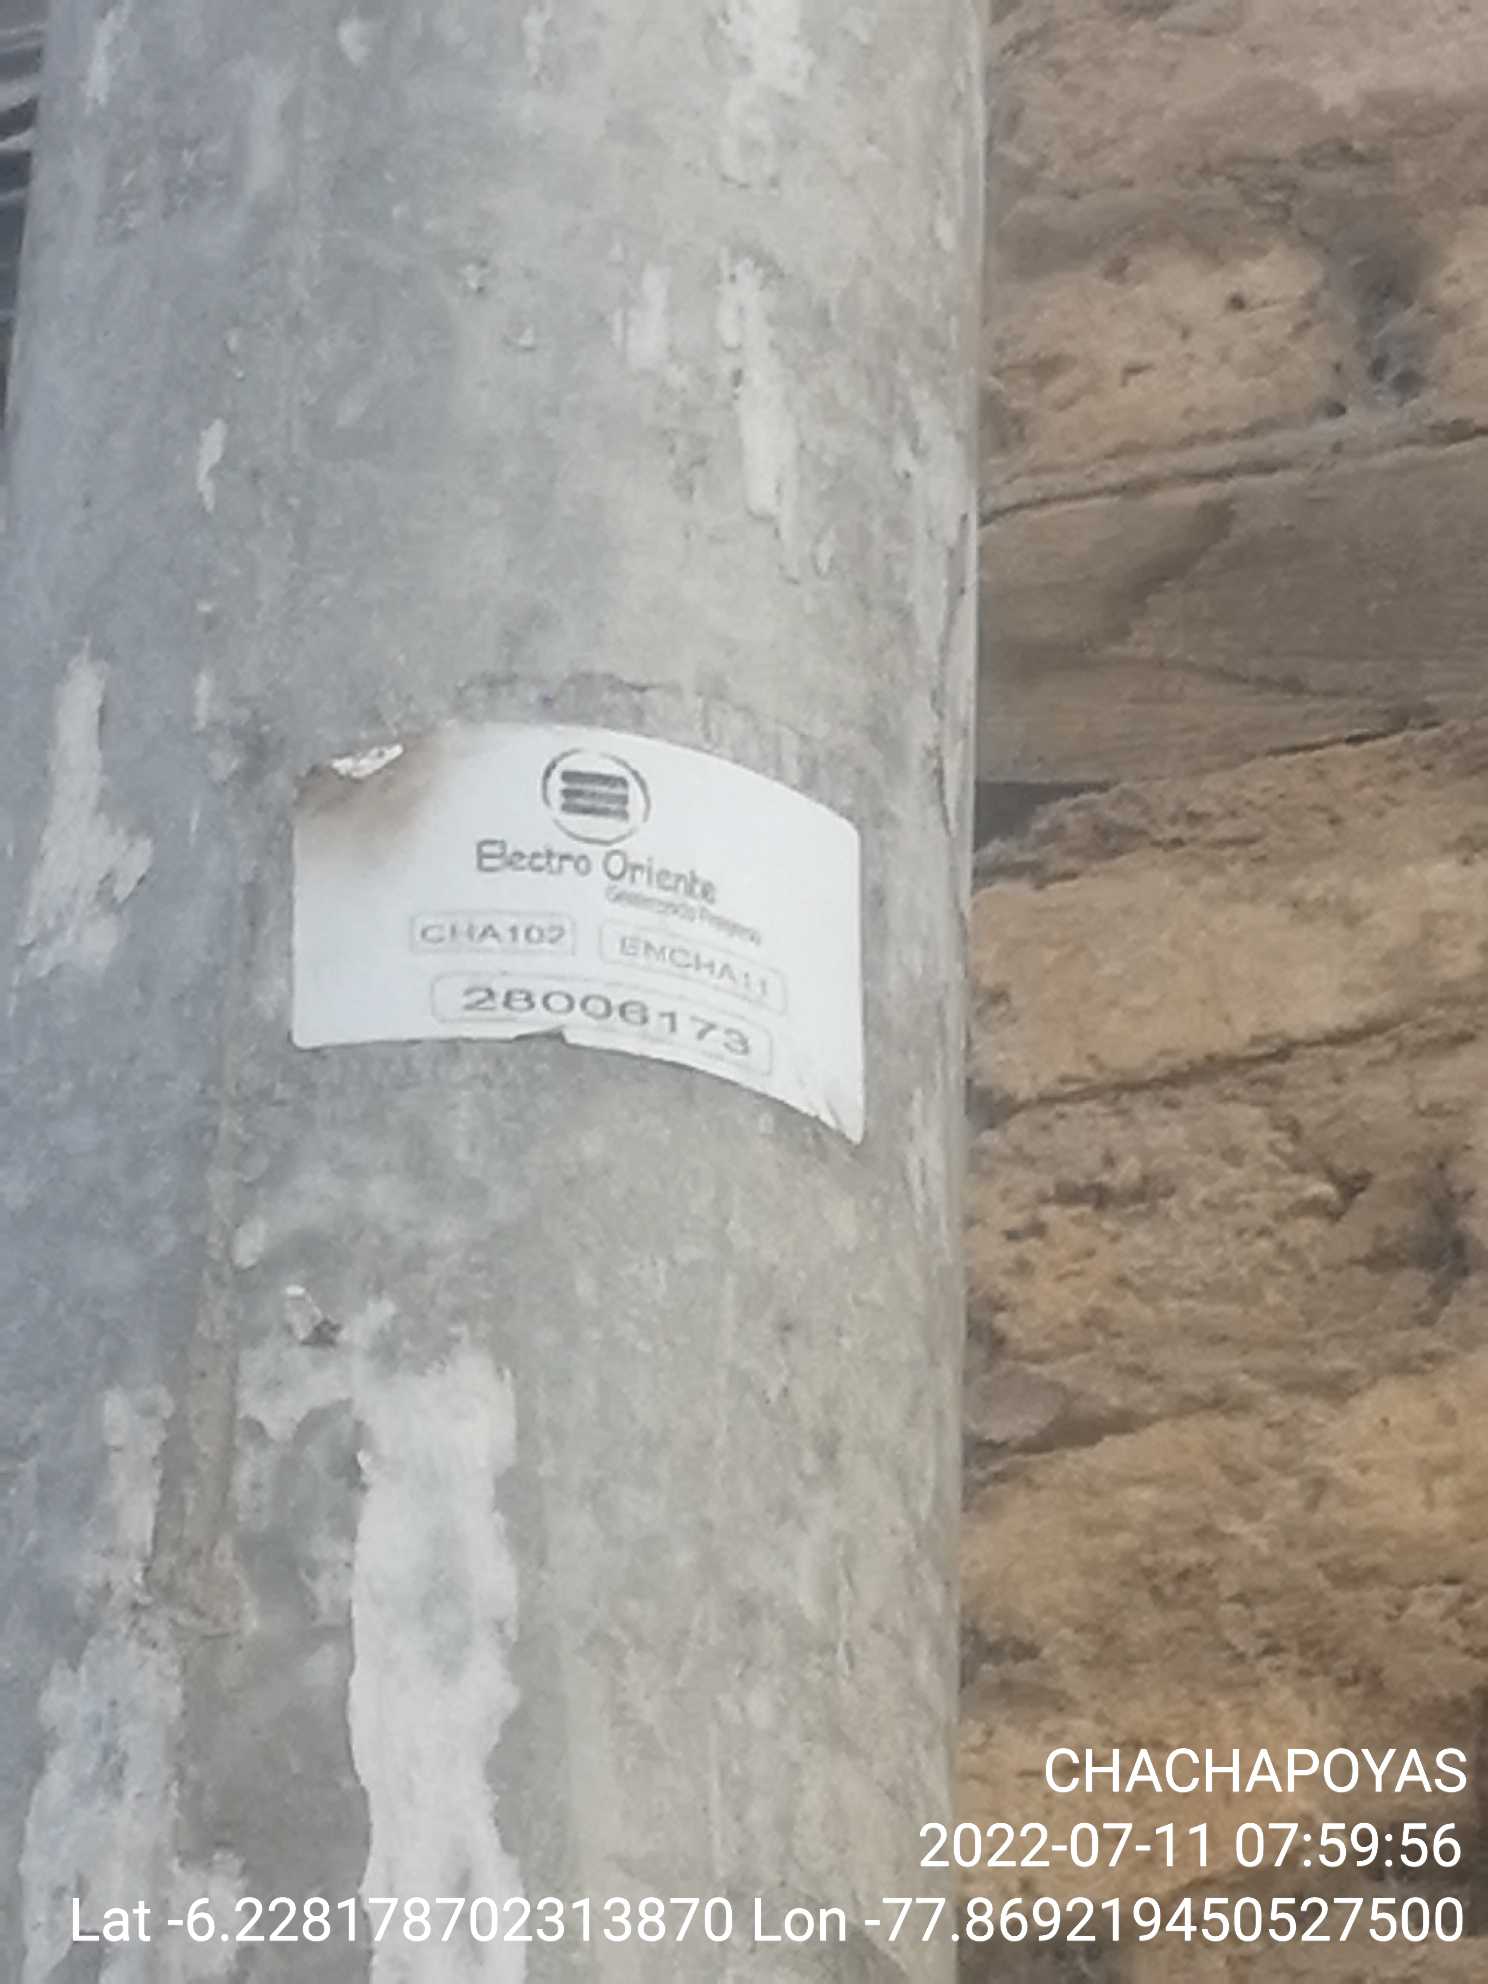 Electro Oriente
CHA102 EMCHA11
28006173
CHACHAPOYAS
2022-07-11 07:59:56
Lat -6.228178702313870 Lon -77.869219450527500